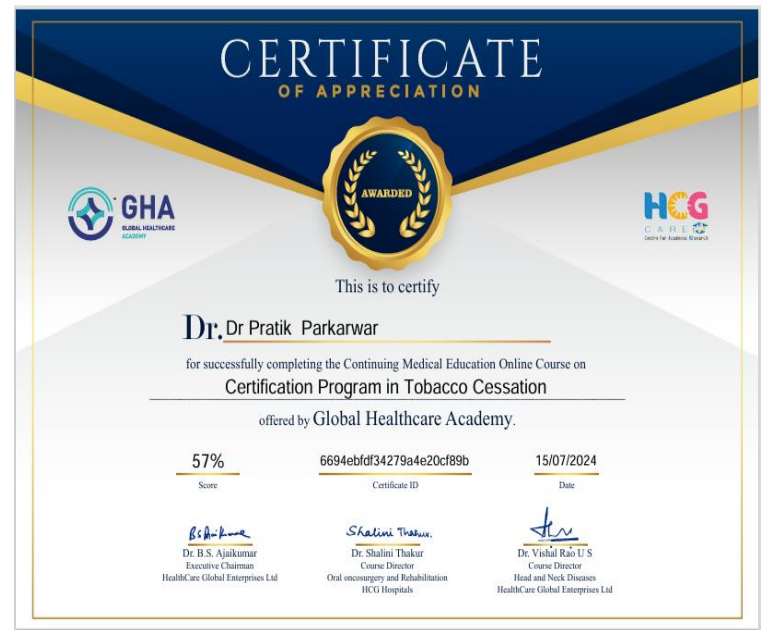 CERTIFICATE
OF APPRECIATION
AWARDED
GHA
GLOBAL HEALTHCARE
ACADEMY
HCG
CARE
Centre for Academic Research
This is to certify
Dr. Dr Pratik Parkarwar
for successfully completing the Continuing Medical Education Online Course on
Certification Program in Tobacco Cessation
offered by Global Healthcare Academy.
57% 6694ebfdf34279a4e20cf89b 15/07/2024
Score Certificate ID Date
B.S. Ajaikumar Shalini Thakur.
Dr. B.S. Ajaikumar Dr. Shalini Thakur Dr. Vishal Rao U S
Executive Chairman Course Director Course Director
HealthCare Global Enterprises Ltd Oral oncosurgery and Rehabilitation Head and Neck Diseases
HCG Hospitals HealthCare Global Enterprises Ltd